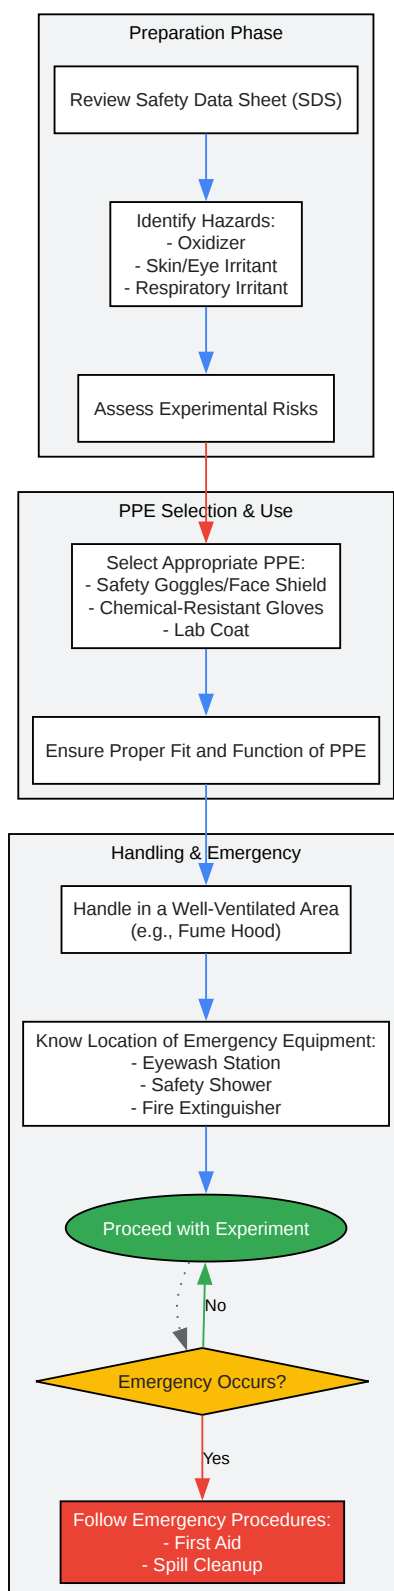 Preparation Phase
Review Safety Data Sheet (SDS)
Identify Hazards:
- Oxidizer
- Skin/Eye Irritant
- Respiratory Irritant
Assess Experimental Risks
PPE Selection & Use
Select Appropriate PPE:
- Safety Goggles/Face Shield
- Chemical-Resistant Gloves
- Lab Coat
Ensure Proper Fit and Function of PPE
Handling & Emergency
Handle in a Well-Ventilated Area
(e.g., Fume Hood)
Know Location of Emergency Equipment:
- Eyewash Station
- Safety Shower
- Fire Extinguisher
Proceed with Experiment
No
Emergency Occurs?
Yes
Follow Emergency Procedures:
- First Aid
- Spill Cleanup